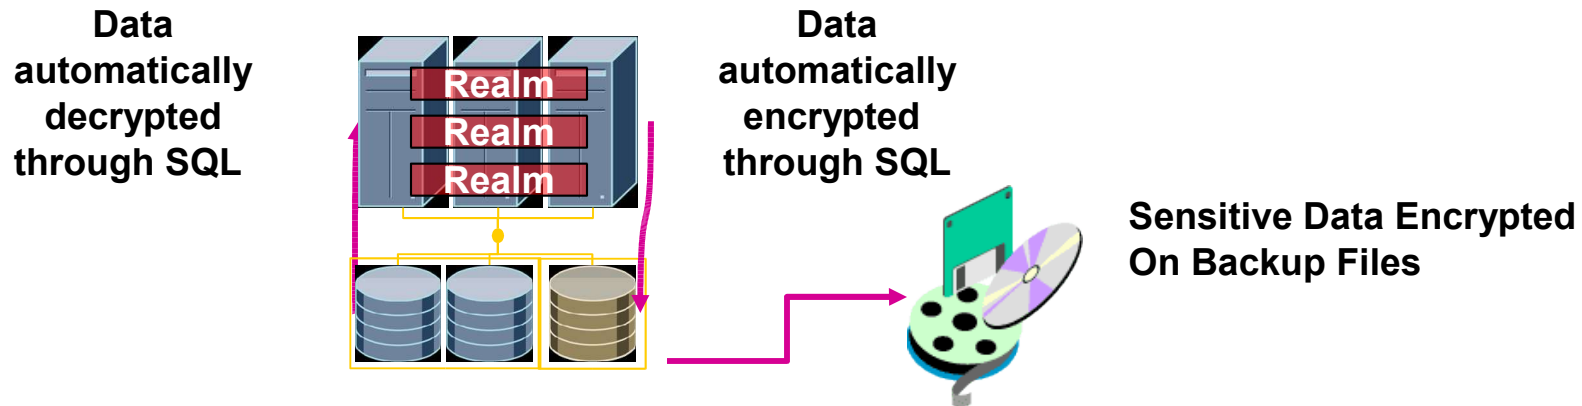 Data
automatically
decrypted
through SQL
Realm
Realm
Realm
Data
automatically
encrypted
through SQL
Sensitive Data Encrypted
On Backup Files